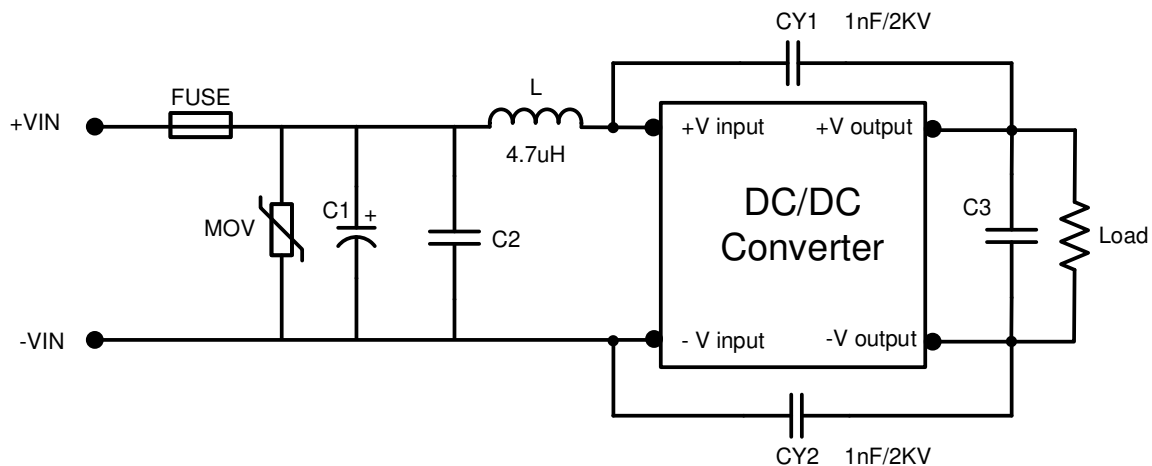 CY1 1nF/2KV
L
FUSE
+VIN
+V input +V output
4.7uH
DC/DC
Converter
C1 +
C3
MOV
C2
Load
-VIN
- V input -V output
CY2 1nF/2KV